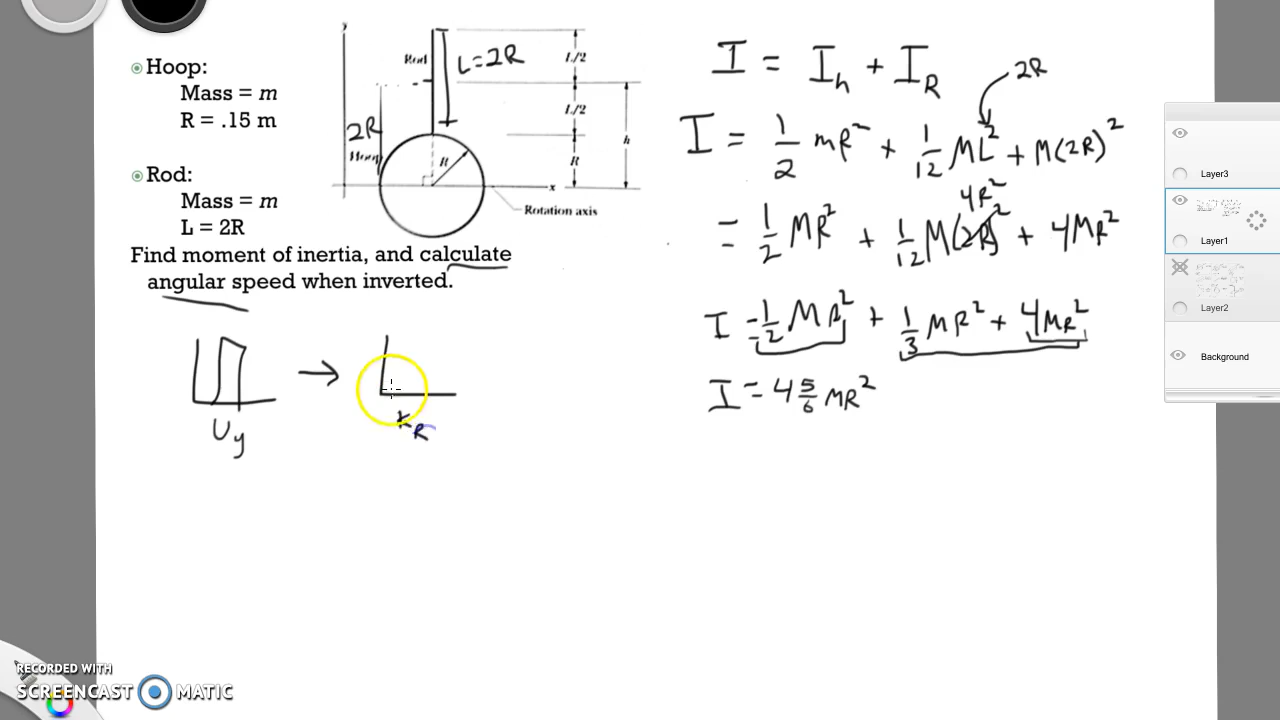 Hoop:
Mass = m
R = .15 m
Rod:
Mass = m
L = 2R
Find moment of inertia, and calculate
angular speed when inverted.
y
Rod
L=2R
L/2
L/2
2R
Hoop
R
R
h
x
Rotation axis
I = I_h + I_R
2R
I = 1/2 mR² + 1/12 ML² + M(2R)²
4R²
= 1/2 MR² + 1/12 M(2R)² + 4MR²
I = 1/2 MR² + 1/3 MR² + 4MR²
I = 4 5/6 MR²
Uy
→
KR
Layer3
Layer1
Layer2
Background
RECORDED WITH
SCREENCAST MATIC